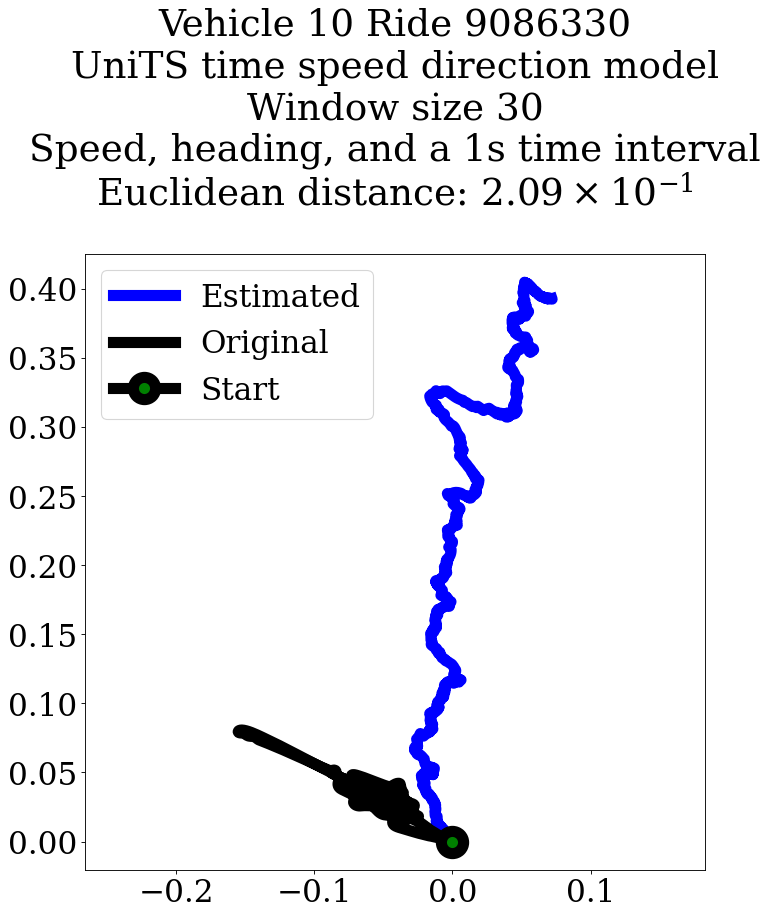 Vehicle 10 Ride 9086330
UniTS time speed direction model
Window size 30
Speed, heading, and a 1s time interval
Euclidean distance: 2.09 × 10⁻¹
Estimated
Original
Start
0.40
0.35
0.30
0.25
0.20
0.15
0.10
0.05
0.00
−0.2 −0.1 0.0 0.1